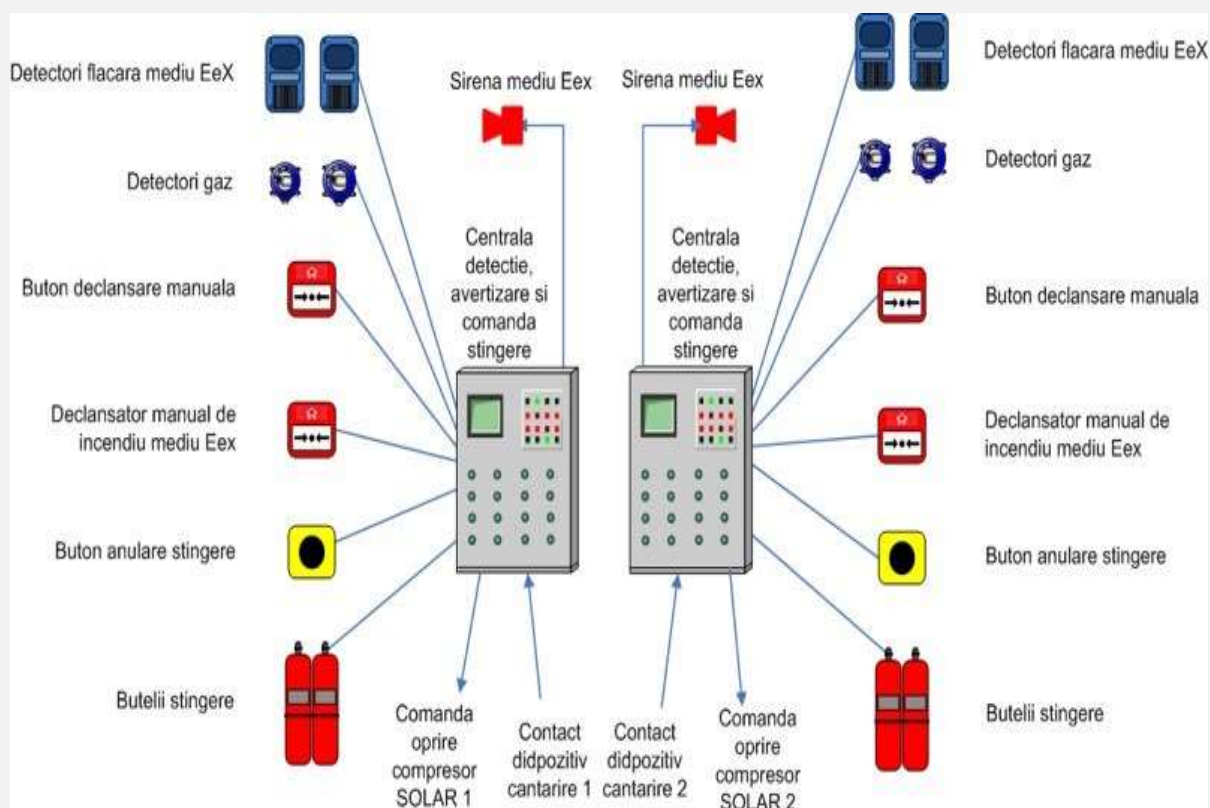 Detectori flacara mediu EeX
Detectori gaz
Buton declansare manuala
Declansator manual de
incendiu mediu Eex
Buton anulare stingere
Butelii stingere
Sirena mediu Eex
Centrala
detectie,
avertizare si
comanda
stingere
Comanda
oprire
compresor
SOLAR 1
Contact
didpozitiv
cantarire 1
Sirena mediu Eex
Centrala
detectie,
avertizare si
comanda
stingere
Contact
didpozitiv
cantarire 2
Comanda
oprire
compresor
SOLAR 2
Detectori flacara mediu EeX
Detectori gaz
Buton declansare manuala
Declansator manual de
incendiu mediu Eex
Buton anulare stingere
Butelii stingere